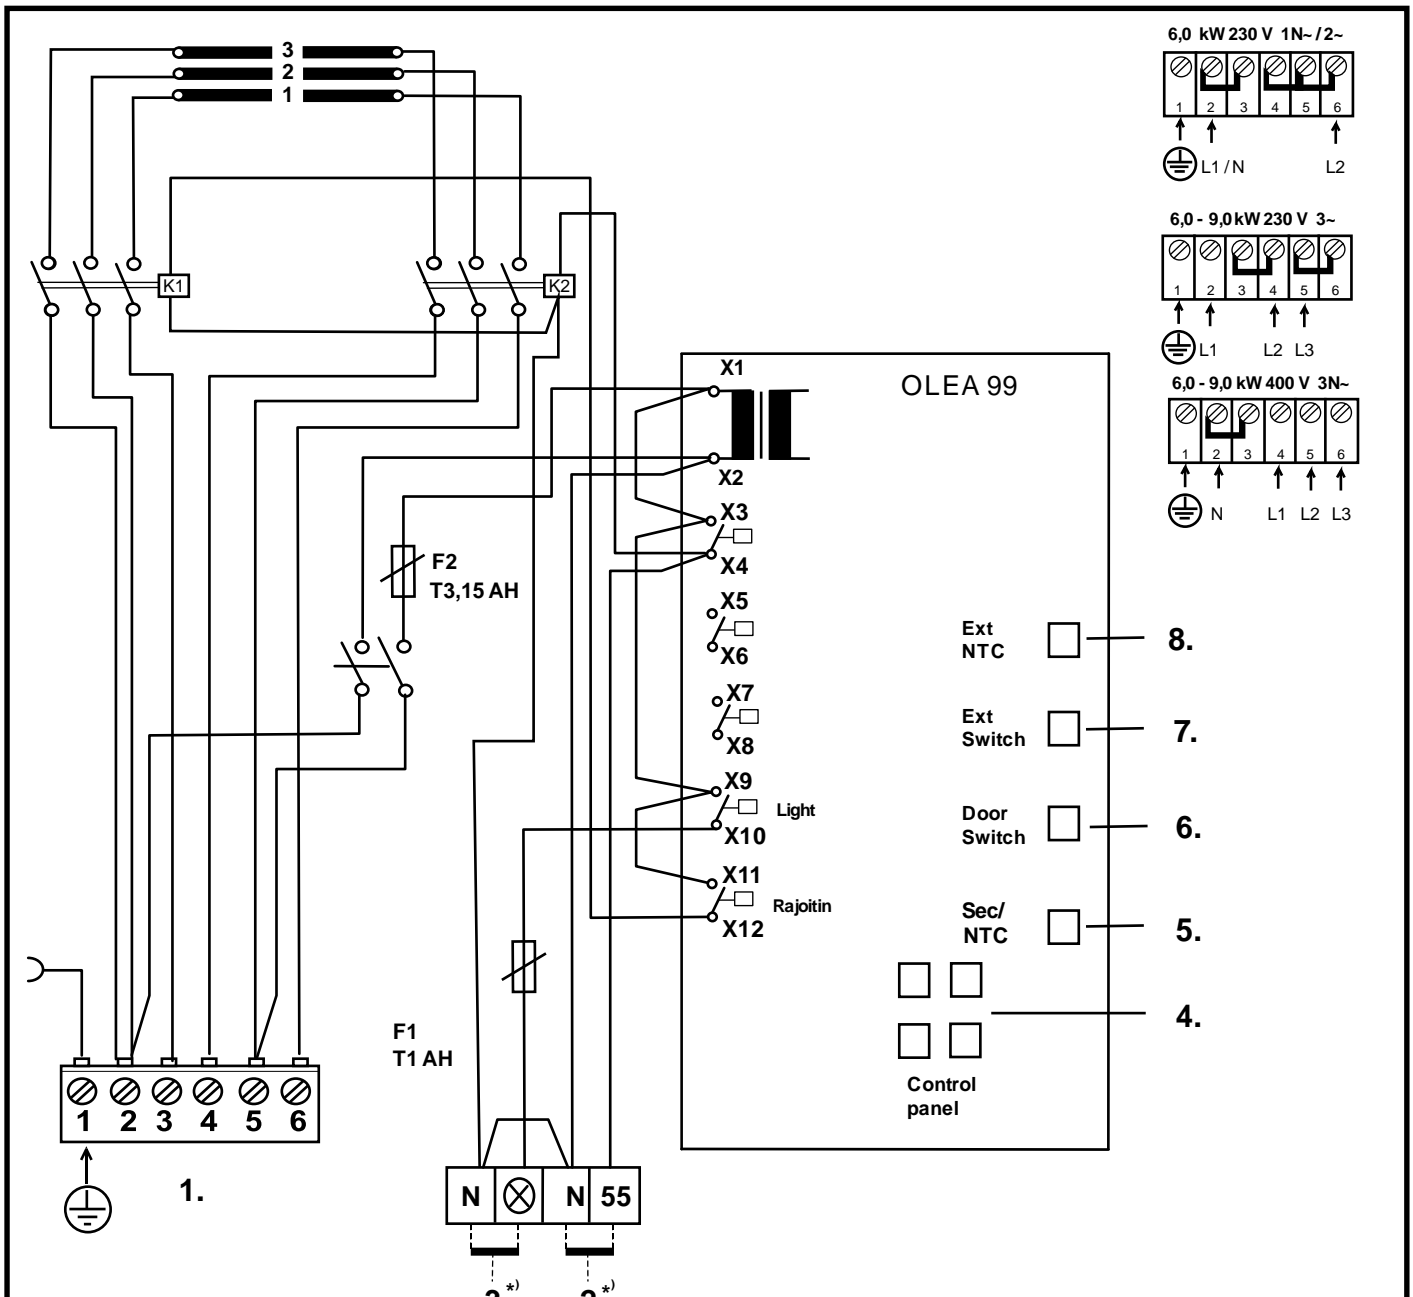 3
2
1
K1
K2
6,0 kW 230 V 1N~ / 2~
1 2 3 4 5 6
L1 / N L2
6,0 - 9,0 kW 230 V 3~
1 2 3 4 5 6
L1 L2 L3
6,0 - 9,0 kW 400 V 3N~
1 2 3 4 5 6
N L1 L2 L3
OLEA 99
X1
X2
X3
X4
X5
X6
X7
X8
X9
Light
X10
X11
Rajoitin
X12
F2
T3,15 AH
Ext
NTC
8.
Ext
Switch
7.
Door
Switch
6.
Sec/
NTC
5.
4.
Control
panel
F1
T1 AH
1 2 3 4 5 6
1.
N N 55
*) *)